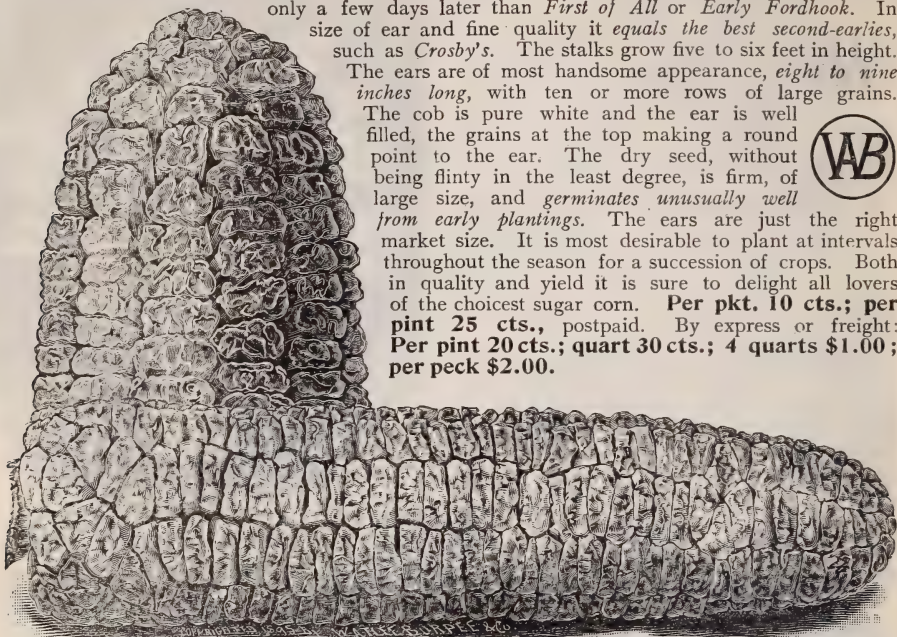 only a few days later than First of All or Early Fordhook. In
size of ear and fine quality it equals the best second-earlies,
such as Crosby's. The stalks grow five to six feet in height.
The ears are of most handsome appearance, eight to nine
inches long, with ten or more rows of large grains.
The cob is pure white and the ear is well
filled, the grains at the top making a round
point to the ear. The dry seed, without
being flinty in the least degree, is firm, of
large size, and germinates unusually well
from early plantings. The ears are just the right
market size. It is most desirable to plant at intervals
throughout the season for a succession of crops. Both
in quality and yield it is sure to delight all lovers
of the choicest sugar corn. Per pkt. 10 cts.; per
pint 25 cts., postpaid. By express or freight:
Per pint 20 cts.; quart 30 cts.; 4 quarts $1.00;
per peck $2.00.
WAB
W. ATLEE BURPEE & Co.